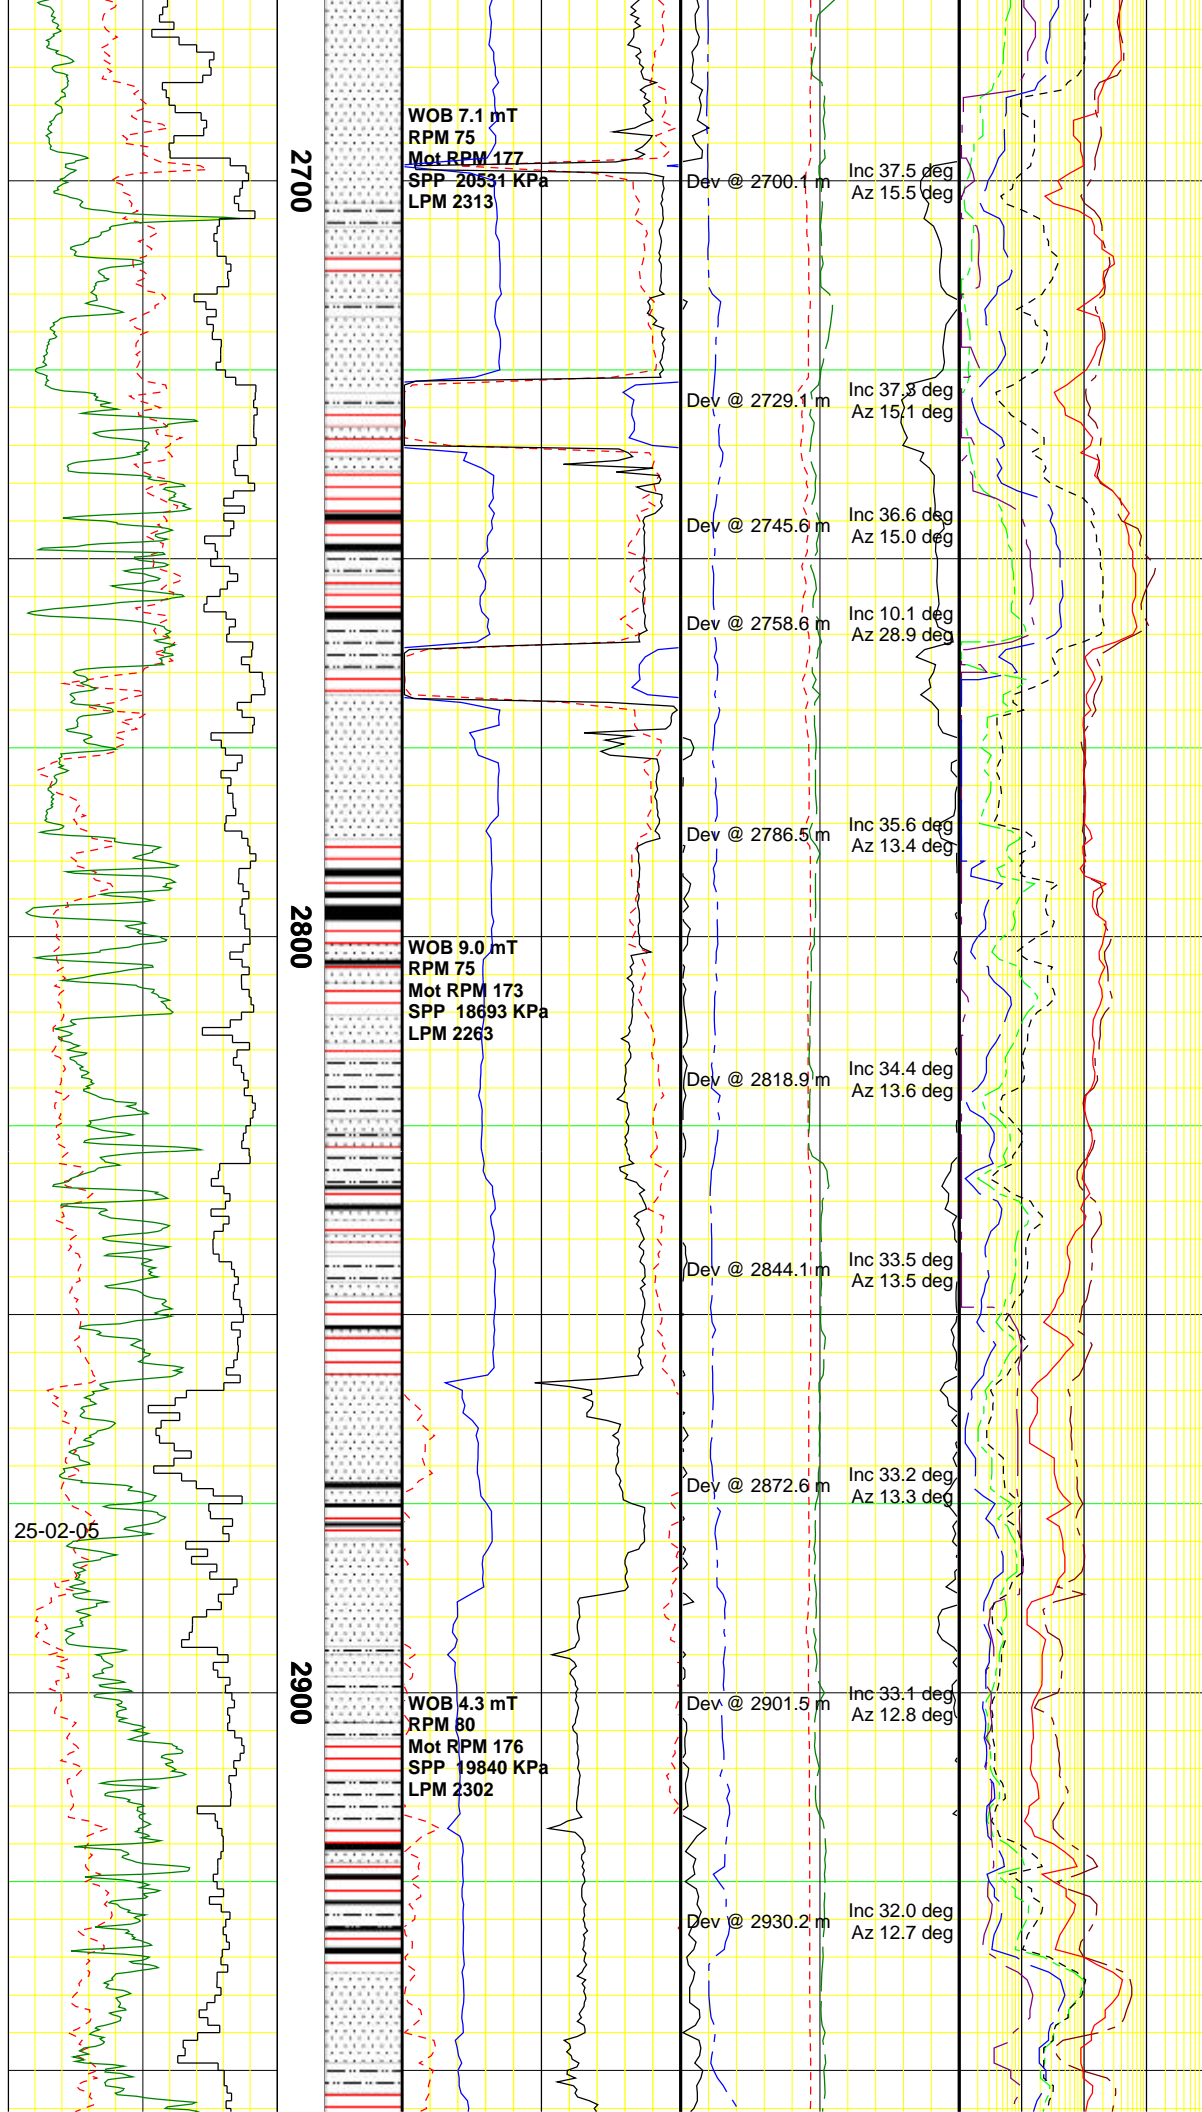 WOB 7.1 mT
RPM 75
Mot RPM 177
SPP 20531 KPa
LPM 2313
2700
Dev @ 2700.1 m
Inc 37.5 deg
Az 15.5 deg
Dev @ 2729.1 m
Inc 37.3 deg
Az 15.1 deg
Dev @ 2745.6 m
Inc 36.6 deg
Az 15.0 deg
Dev @ 2758.6 m
Inc 10.1 deg
Az 28.9 deg
Dev @ 2786.5 m
Inc 35.6 deg
Az 13.4 deg
2800
WOB 9.0 mT
RPM 75
Mot RPM 173
SPP 18693 KPa
LPM 2263
Dev @ 2818.9 m
Inc 34.4 deg
Az 13.6 deg
Dev @ 2844.1 m
Inc 33.5 deg
Az 13.5 deg
Dev @ 2872.6 m
Inc 33.2 deg
Az 13.3 deg
25-02-05
2900
WOB 4.3 mT
RPM 80
Mot RPM 176
SPP 19840 KPa
LPM 2302
Dev @ 2901.5 m
Inc 33.1 deg
Az 12.8 deg
Dev @ 2930.2 m
Inc 32.0 deg
Az 12.7 deg